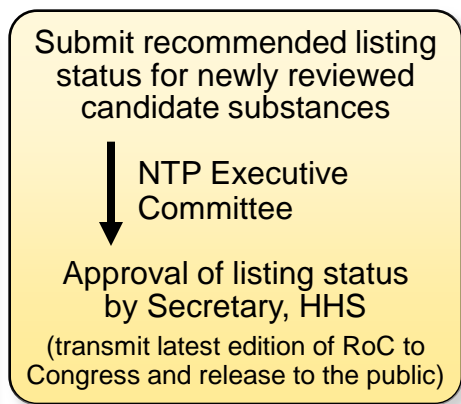 Submit recommended listing
status for newly reviewed
candidate substances
NTP Executive
Committee
Approval of listing status
by Secretary, HHS
(transmit latest edition of RoC to
Congress and release to the public)